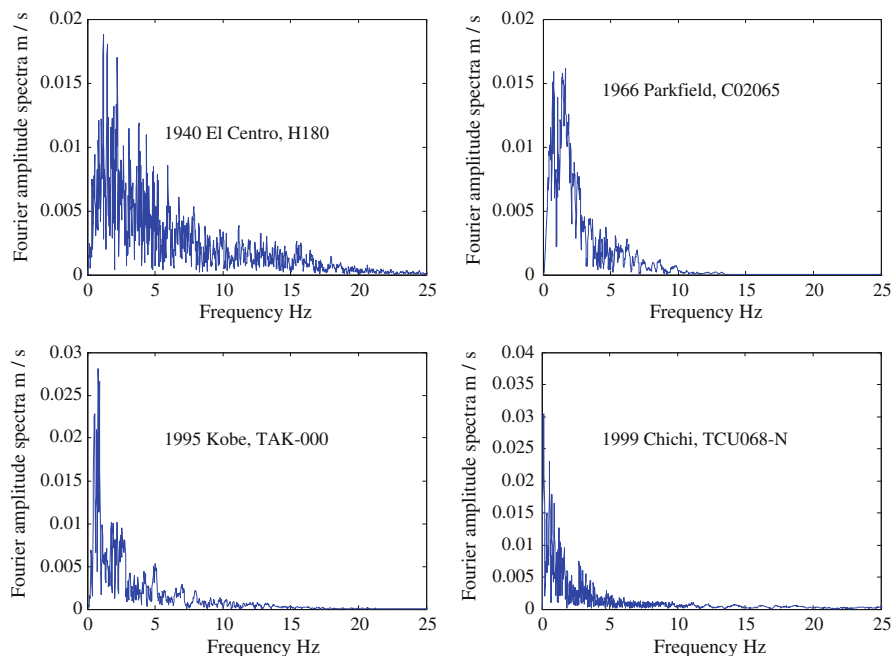 Fourier amplitude spectra m / s
0.02
0.015
0.01
0.005
0
1940 El Centro, H180
0 5 10 15 20 25
Frequency Hz
Fourier amplitude spectra m / s
0.02
0.015
0.01
0.005
0
1966 Parkfield, C02065
0 5 10 15 20 25
Frequency Hz
Fourier amplitude spectra m / s
0.03
0.025
0.02
0.015
0.01
0.005
0
1995 Kobe, TAK-000
0 5 10 15 20 25
Frequency Hz
Fourier amplitude spectra m / s
0.04
0.035
0.03
0.025
0.02
0.015
0.01
0.005
0
1999 Chichi, TCU068-N
0 5 10 15 20 25
Frequency Hz